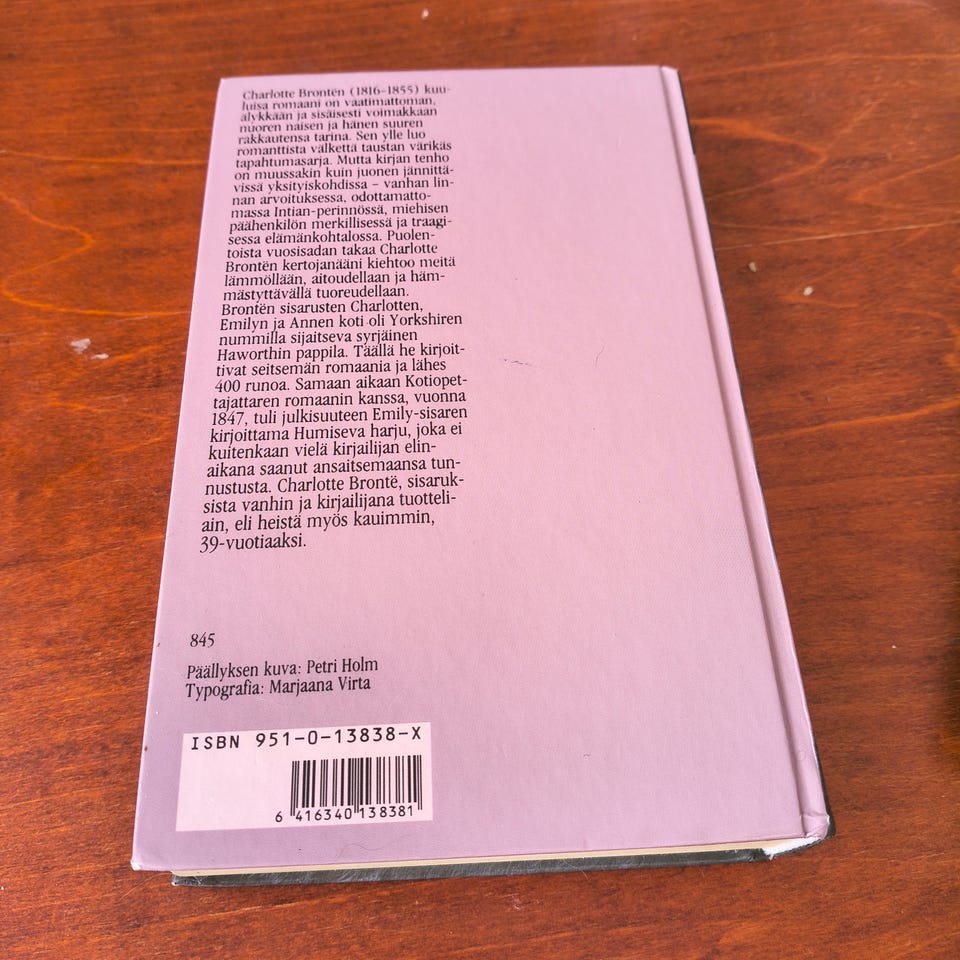 Charlotte Brontën (1816-1855) kuu-
luisa romaani on vaatimattoman,
älykkään ja sisäisesti voimakkaan
nuoren naisen ja hänen suuren
rakkautensa tarina. Sen ylle luo
romanttista välkettä taustan värikäs
tapahtumasarja. Mutta kirjan tenho
on muussakin kuin juonen jännittä-
vissä yksityiskohdissa – vanhan lin-
nan arvoituksessa, odottamatto-
massa Intian-perinnössä, miehisen
päähenkilön merkillisessä ja traagi-
sessa elämänkohtalossa. Puolen-
toista vuosisadan takaa Charlotte
Brontën kertojanääni kiehtoo meitä
lämmöllään, aitoudellaan ja häm-
mästyttävällä tuoreudellaan.
Brontën sisarusten Charlotten,
Emilyn ja Annen koti oli Yorkshiren
nummilla sijaitseva syrjäinen
Haworthin pappila. Täällä he kirjoit-
tivat seitsemän romaania ja lähes
400 runoa. Samaan aikaan Kotiopet-
tajattaren romaanin kanssa, vuonna
1847, tuli julkisuuteen Emily-sisaren
kirjoittama Humiseva harju, joka ei
kuitenkaan vielä kirjailijan elin-
aikana saanut ansaitsemaansa tun-
nustusta. Charlotte Brontë, sisaruk-
sista vanhin ja kirjailijana tuotteli-
ain, eli heistä myös kauimmin,
39-vuotiaaksi.
845
Päällyksen kuva: Petri Holm
Typografia: Marjaana Virta
ISBN 951-0-13838-X
6 416340 138381